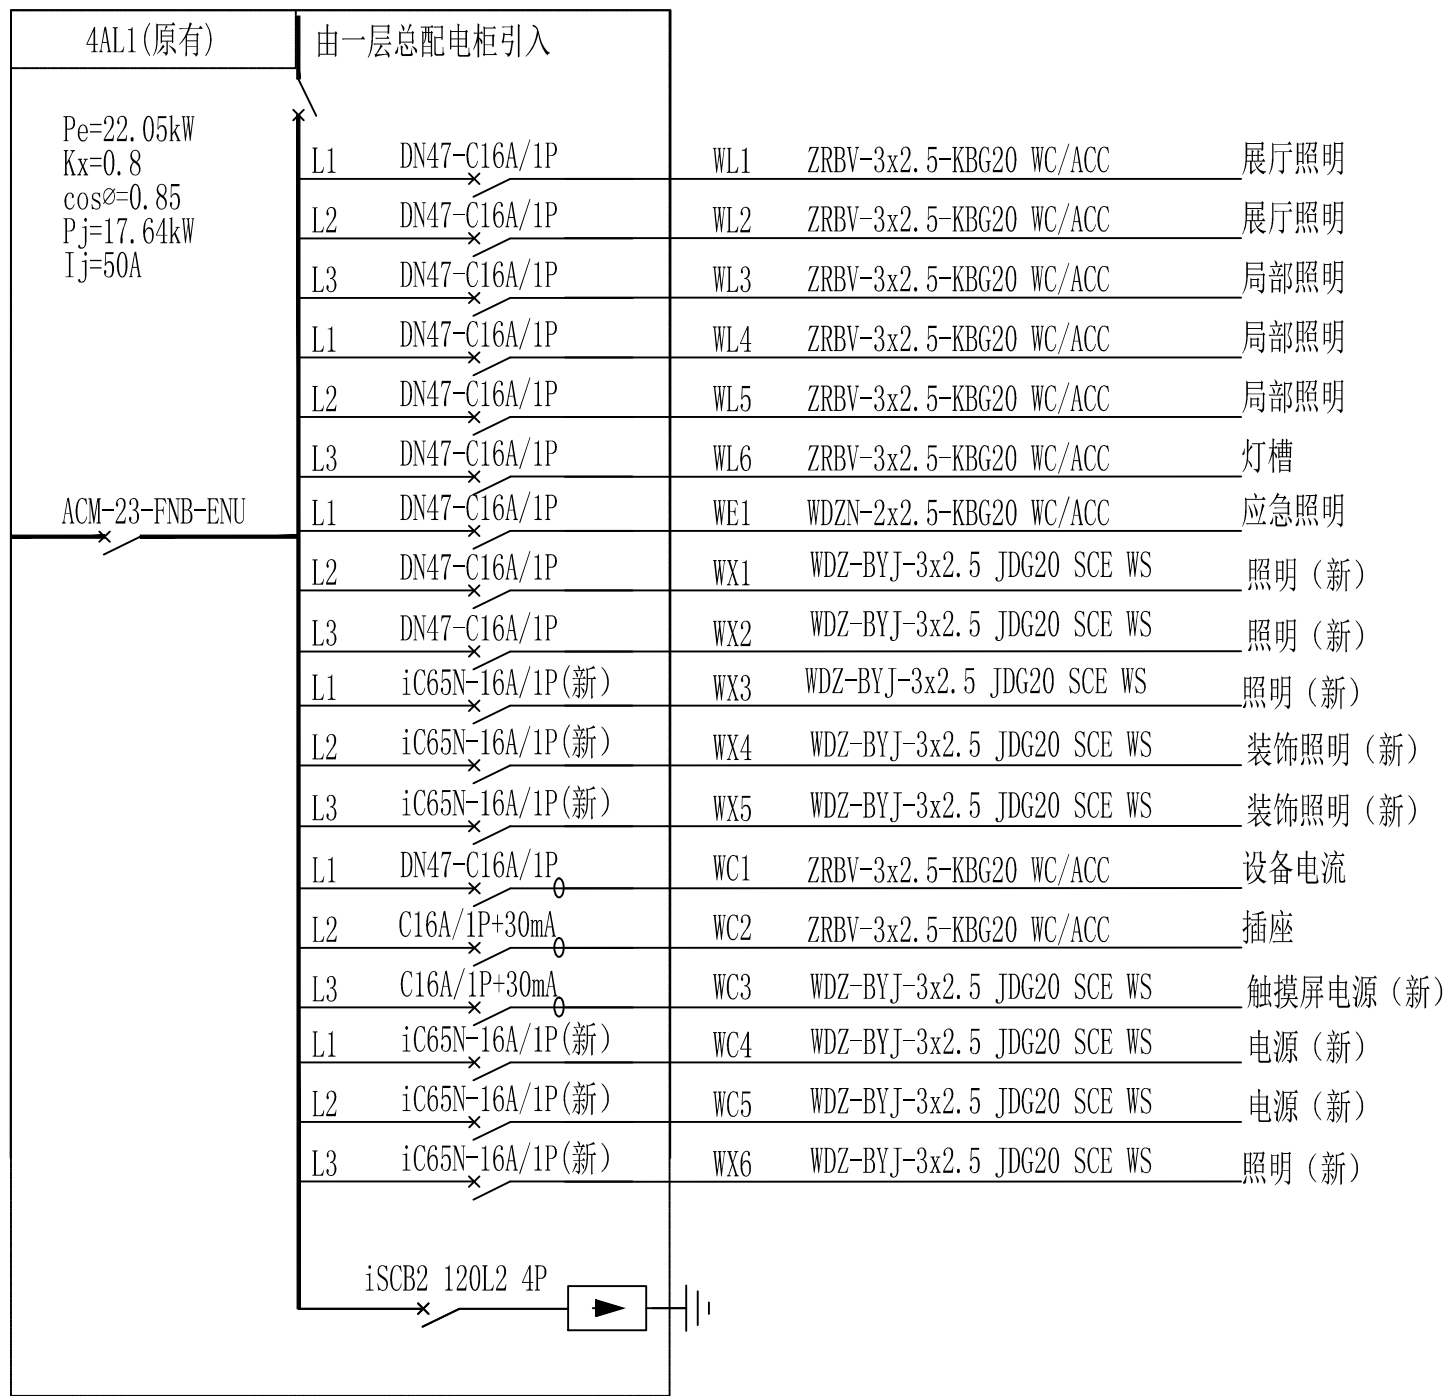 4AL1(原有)
由一层总配电柜引入
Pe=22.05kW
Kx=0.8
cos∅=0.85
Pj=17.64kW
Ij=50A
ACM-23-FNB-ENU
L1 DN47-C16A/1P WL1 ZRBV-3x2.5-KBG20 WC/ACC 展厅照明
L2 DN47-C16A/1P WL2 ZRBV-3x2.5-KBG20 WC/ACC 展厅照明
L3 DN47-C16A/1P WL3 ZRBV-3x2.5-KBG20 WC/ACC 局部照明
L1 DN47-C16A/1P WL4 ZRBV-3x2.5-KBG20 WC/ACC 局部照明
L2 DN47-C16A/1P WL5 ZRBV-3x2.5-KBG20 WC/ACC 局部照明
L3 DN47-C16A/1P WL6 ZRBV-3x2.5-KBG20 WC/ACC 灯槽
L1 DN47-C16A/1P WE1 WDZN-2x2.5-KBG20 WC/ACC 应急照明
L2 DN47-C16A/1P WX1 WDZ-BYJ-3x2.5 JDG20 SCE WS 照明（新）
L3 DN47-C16A/1P WX2 WDZ-BYJ-3x2.5 JDG20 SCE WS 照明（新）
L1 iC65N-16A/1P(新） WX3 WDZ-BYJ-3x2.5 JDG20 SCE WS 照明（新）
L2 iC65N-16A/1P(新） WX4 WDZ-BYJ-3x2.5 JDG20 SCE WS 装饰照明（新）
L3 iC65N-16A/1P(新） WX5 WDZ-BYJ-3x2.5 JDG20 SCE WS 装饰照明（新）
L1 DN47-C16A/1P WC1 ZRBV-3x2.5-KBG20 WC/ACC 设备电流
L2 C16A/1P+30mA WC2 ZRBV-3x2.5-KBG20 WC/ACC 插座
L3 C16A/1P+30mA WC3 WDZ-BYJ-3x2.5 JDG20 SCE WS 触摸屏电源（新）
L1 iC65N-16A/1P(新） WC4 WDZ-BYJ-3x2.5 JDG20 SCE WS 电源（新）
L2 iC65N-16A/1P(新） WC5 WDZ-BYJ-3x2.5 JDG20 SCE WS 电源（新）
L3 iC65N-16A/1P(新） WX6 WDZ-BYJ-3x2.5 JDG20 SCE WS 照明（新）
iSCB2 120L2 4P